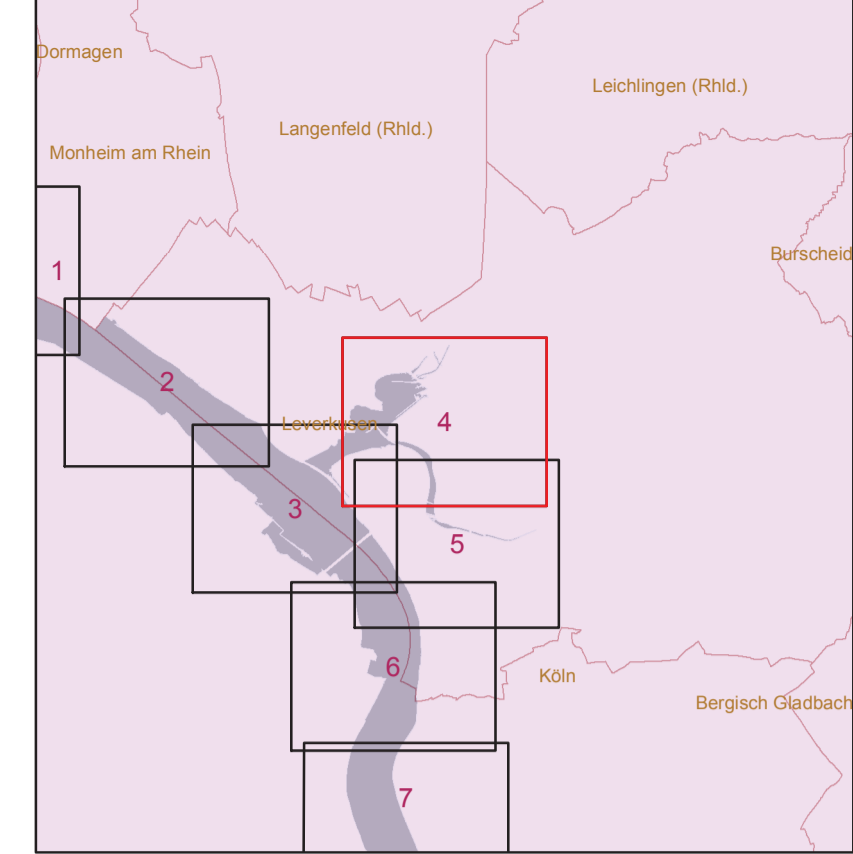 Dormagen
Leichlingen (Rhld.)
Langenfeld (Rhld.)
Monheim am Rhein
Burscheid
1
2
Leverkusen
4
3
5
6
Köln
Bergisch Gladbach
7